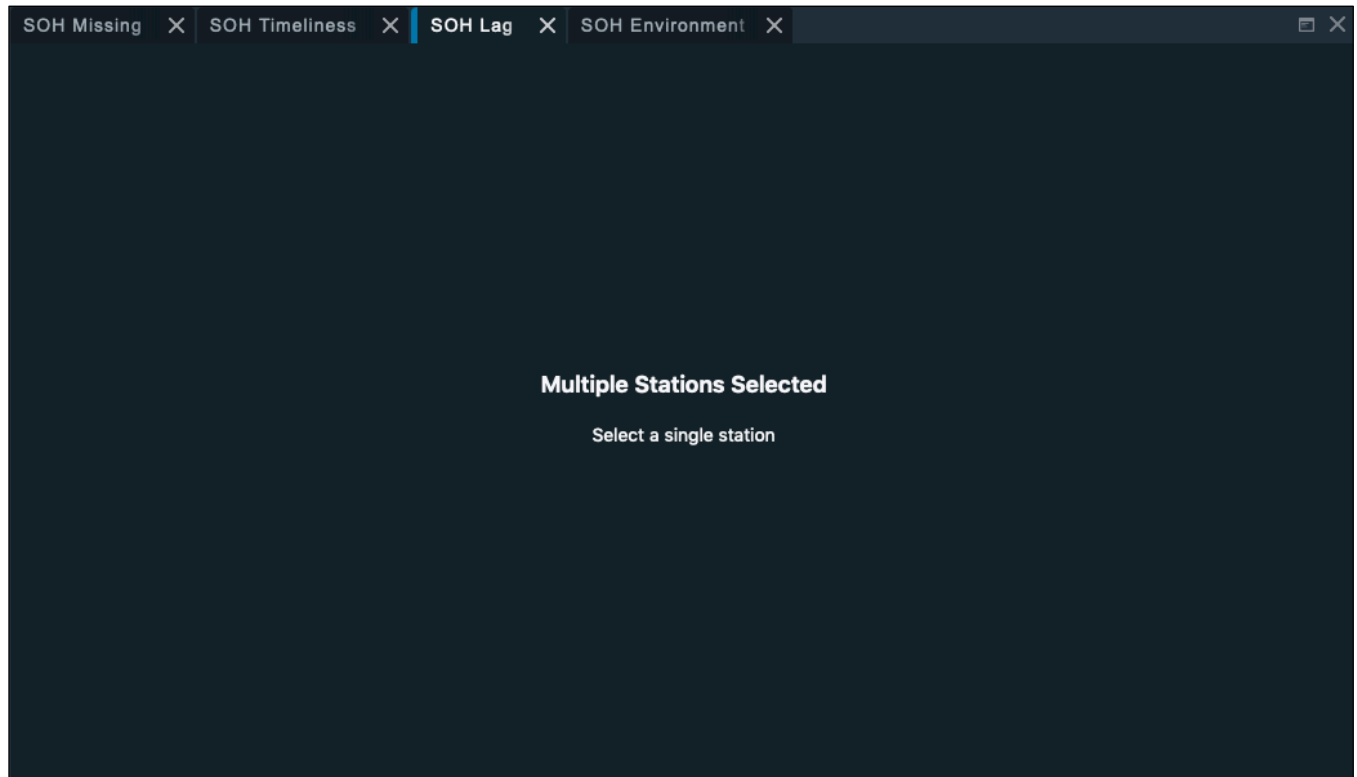 SOH Missing SOH Timeliness SOH Lag SOH Environment
Multiple Stations Selected
Select a single station